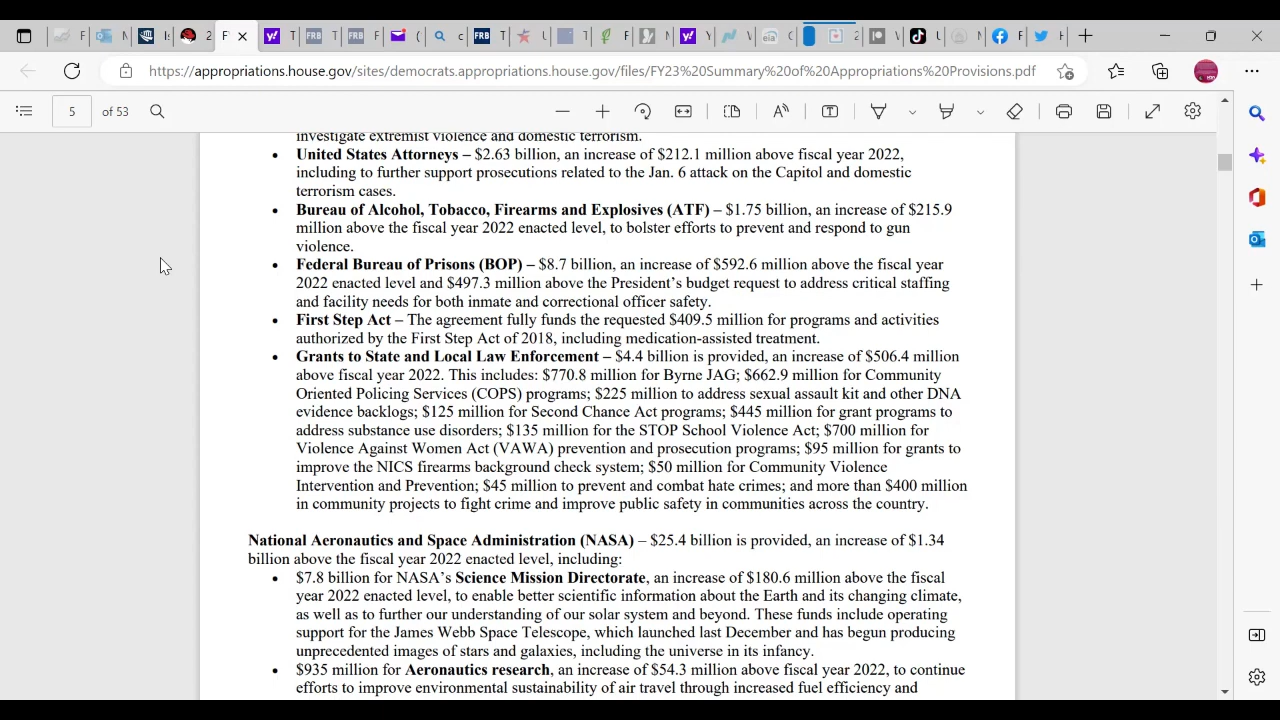 F
N
Is
2
F
T
FRB T
FRB F
(
c
FRB T
U
T
F
N
T
V
eia C
2
V
U
N
F
H
https://appropriations.house.gov/sites/democrats.appropriations.house.gov/files/FY23%20Summary%20of%20Appropriations%20Provisions.pdf
5 of 53
investigate extremist violence and domestic terrorism.
• United States Attorneys – $2.63 billion, an increase of $212.1 million above fiscal year 2022,
including to further support prosecutions related to the Jan. 6 attack on the Capitol and domestic
terrorism cases.
• Bureau of Alcohol, Tobacco, Firearms and Explosives (ATF) – $1.75 billion, an increase of $215.9
million above the fiscal year 2022 enacted level, to bolster efforts to prevent and respond to gun
violence.
• Federal Bureau of Prisons (BOP) – $8.7 billion, an increase of $592.6 million above the fiscal year
2022 enacted level and $497.3 million above the President's budget request to address critical staffing
and facility needs for both inmate and correctional officer safety.
• First Step Act – The agreement fully funds the requested $409.5 million for programs and activities
authorized by the First Step Act of 2018, including medication-assisted treatment.
• Grants to State and Local Law Enforcement – $4.4 billion is provided, an increase of $506.4 million
above fiscal year 2022. This includes: $770.8 million for Byrne JAG; $662.9 million for Community
Oriented Policing Services (COPS) programs; $225 million to address sexual assault kit and other DNA
evidence backlogs; $125 million for Second Chance Act programs; $445 million for grant programs to
address substance use disorders; $135 million for the STOP School Violence Act; $700 million for
Violence Against Women Act (VAWA) prevention and prosecution programs; $95 million for grants to
improve the NICS firearms background check system; $50 million for Community Violence
Intervention and Prevention; $45 million to prevent and combat hate crimes; and more than $400 million
in community projects to fight crime and improve public safety in communities across the country.
National Aeronautics and Space Administration (NASA) – $25.4 billion is provided, an increase of $1.34
billion above the fiscal year 2022 enacted level, including:
• $7.8 billion for NASA's Science Mission Directorate, an increase of $180.6 million above the fiscal
year 2022 enacted level, to enable better scientific information about the Earth and its changing climate,
as well as to further our understanding of our solar system and beyond. These funds include operating
support for the James Webb Space Telescope, which launched last December and has begun producing
unprecedented images of stars and galaxies, including the universe in its infancy.
• $935 million for Aeronautics research, an increase of $54.3 million above fiscal year 2022, to continue
efforts to improve environmental sustainability of air travel through increased fuel efficiency and